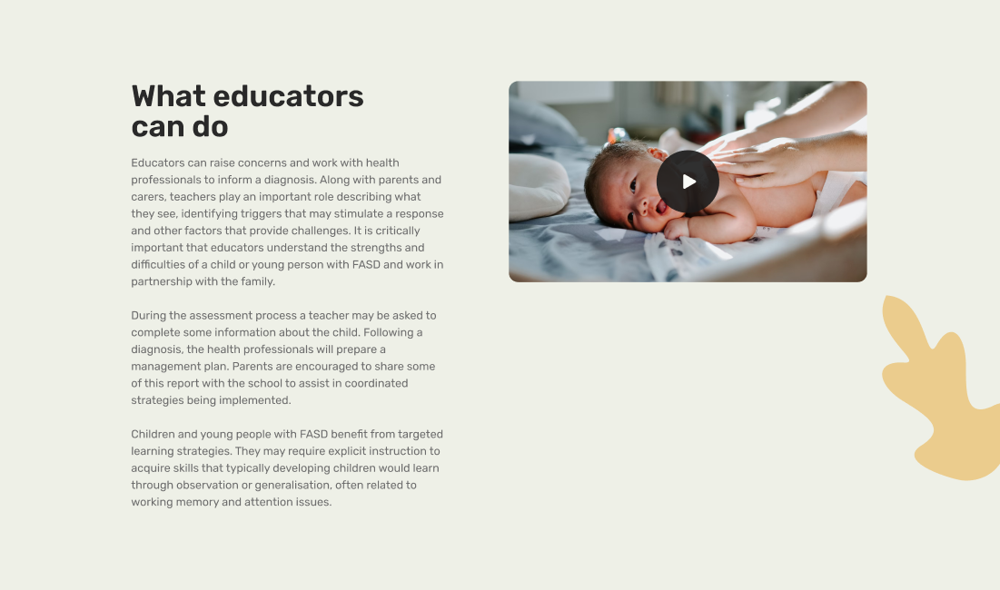 What educators
can do
Educators can raise concerns and work with health
professionals to inform a diagnosis. Along with parents and
carers, teachers play an important role describing what
they see, identifying triggers that may stimulate a response
and other factors that provide challenges. It is critically
important that educators understand the strengths and
difficulties of a child or young person with FASD and work in
partnership with the family.
During the assessment process a teacher may be asked to
complete some information about the child. Following a
diagnosis, the health professionals will prepare a
management plan. Parents are encouraged to share some
of this report with the school to assist in coordinated
strategies being implemented.
Children and young people with FASD benefit from targeted
learning strategies. They may require explicit instruction to
acquire skills that typically developing children would learn
through observation or generalisation, often related to
working memory and attention issues.